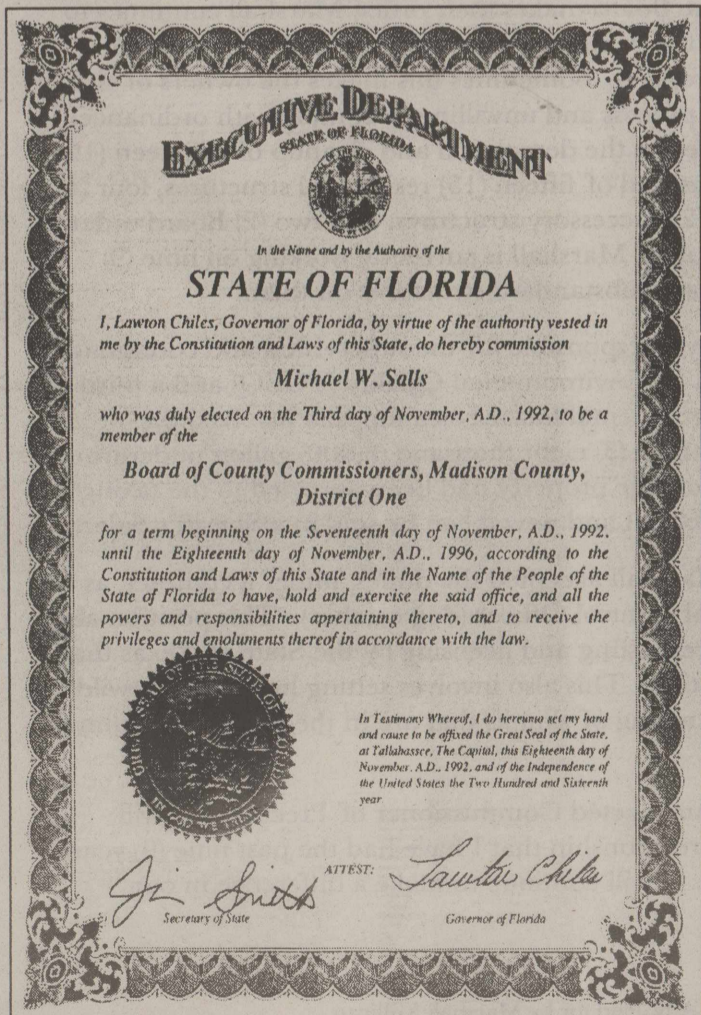 EXECUTIVE DEPARTMENT
STATE OF FLORIDA
IN GOD WE TRUST
In the Name and by the Authority of the
STATE OF FLORIDA
I, Lawton Chiles, Governor of Florida, by virtue of the authority vested in
me by the Constitution and Laws of this State, do hereby commission
Michael W. Salls
who was duly elected on the Third day of November, A.D., 1992, to be a
member of the
Board of County Commissioners, Madison County,
District One
for a term beginning on the Seventeenth day of November, A.D., 1992,
until the Eighteenth day of November, A.D., 1996, according to the
Constitution and Laws of this State and in the Name of the People of the
State of Florida to have, hold and exercise the said office, and all the
powers and responsibilities appertaining thereto, and to receive the
privileges and emoluments thereof in accordance with the law.
GREAT SEAL OF THE STATE OF FLORIDA
IN GOD WE TRUST
In Testimony Whereof, I do hereunto set my hand
and cause to be affixed the Great Seal of the State,
at Tallahassee, The Capital, this Eighteenth day of
November, A.D., 1992, and of the Independence of
the United States the Two Hundred and Sixteenth
year
ATTEST:
Jim Smith
Lawton Chiles
Secretary of State
Governor of Florida